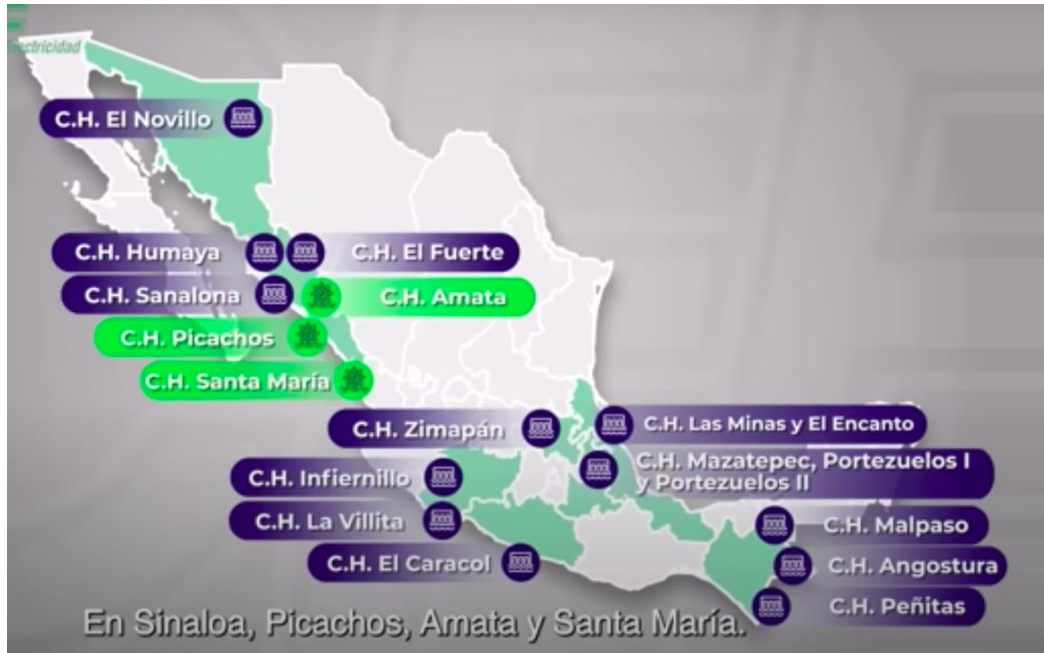 Electricidad
C.H. El Novillo
C.H. Humaya
C.H. El Fuerte
C.H. Sanalona
C.H. Amata
C.H. Picachos
C.H. Santa María
C.H. Zimapán
C.H. Las Minas y El Encanto
C.H. Infiernillo
C.H. Mazatepec, Portezuelos I
y Portezuelos II
C.H. La Villita
C.H. Malpaso
C.H. El Caracol
C.H. Angostura
C.H. Peñitas
En Sinaloa, Picachos, Amata y Santa María.